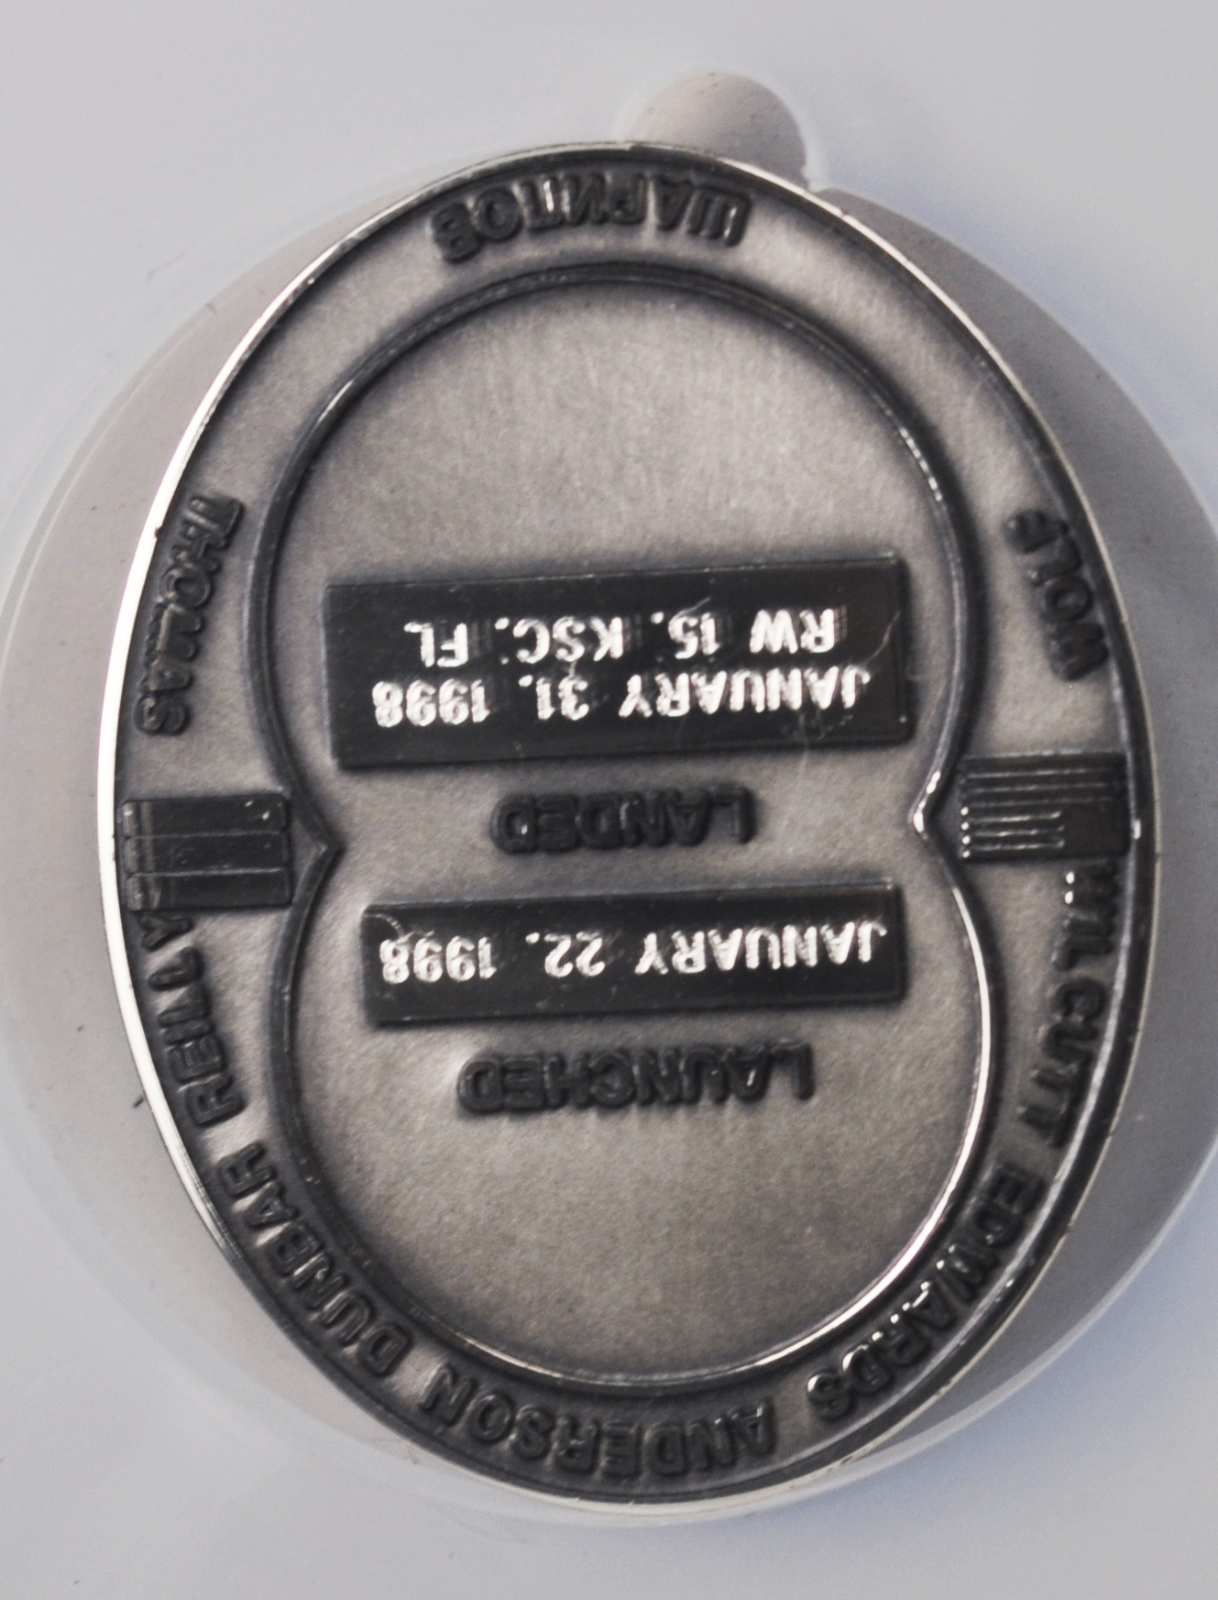 WILCUTT EDWARDS ANDERSON DUNBAR REILLY
LAUNCHED
JANUARY 22, 1998
LANDED
JANUARY 31, 1998
RW 15, KSC, FL
WOLF
THOMAS
ШАРИПОВ